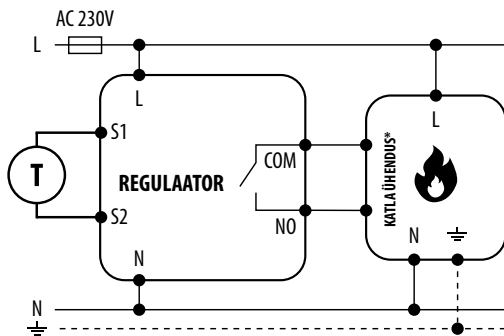 AC 230V
L
L
L
S1
T
REGULAATOR
COM
KATLA ÜHENDUS*
S2
NO
N
N
N